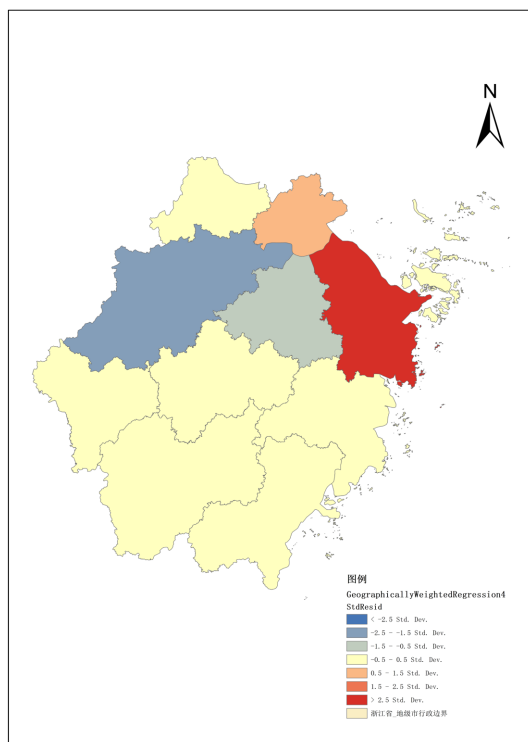 N
图例
GeographicallyWeightedRegression4
StdResid
< -2.5 Std. Dev.
-2.5 - -1.5 Std. Dev.
-1.5 - -0.5 Std. Dev.
-0.5 - 0.5 Std. Dev.
0.5 - 1.5 Std. Dev.
1.5 - 2.5 Std. Dev.
> 2.5 Std. Dev.
浙江省_地级市行政边界